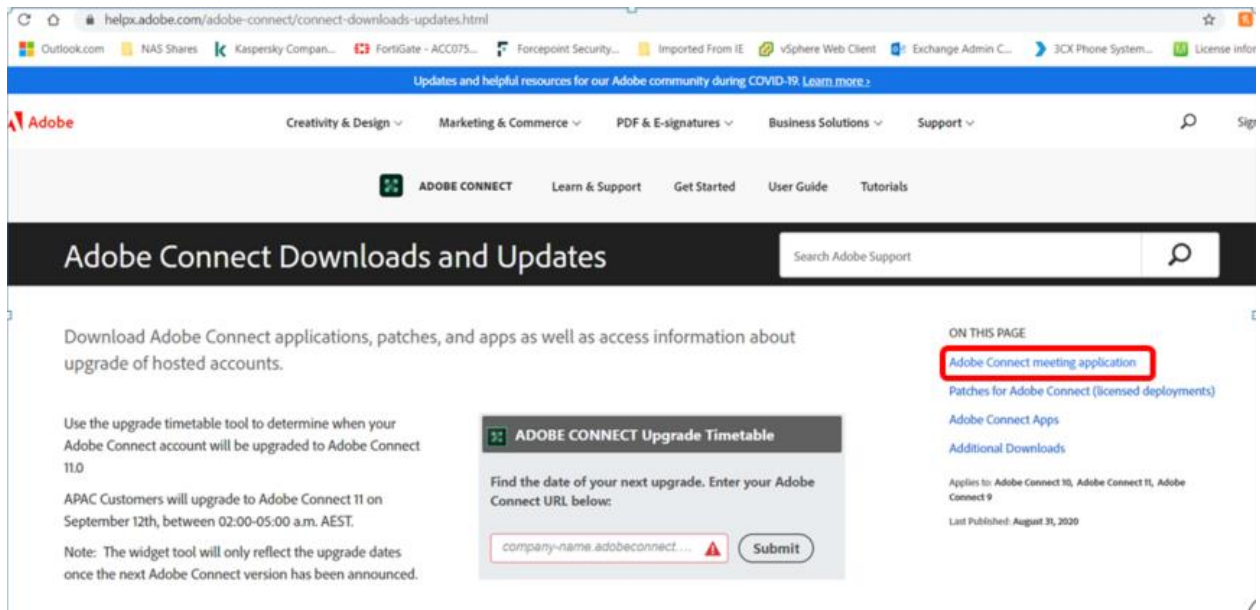 helpx.adobe.com/adobe-connect/connect-downloads-updates.html
Outlook.com NAS Shares Kaspersky Compan... FortiGate - ACC075... Forcepoint Security... Imported From IE vSphere Web Client Exchange Admin C... 3CX Phone System... License infor
Updates and helpful resources for our Adobe community during COVID-19. Learn more >
Adobe Creativity & Design Marketing & Commerce PDF & E-signatures Business Solutions Support Sign
ADOBE CONNECT Learn & Support Get Started User Guide Tutorials
Adobe Connect Downloads and Updates
Search Adobe Support
Download Adobe Connect applications, patches, and apps as well as access information about
upgrade of hosted accounts.
Use the upgrade timetable tool to determine when your
Adobe Connect account will be upgraded to Adobe Connect
11.0
APAC Customers will upgrade to Adobe Connect 11 on
September 12th, between 02:00-05:00 a.m. AEST.
Note: The widget tool will only reflect the upgrade dates
once the next Adobe Connect version has been announced.
ADOBE CONNECT Upgrade Timetable
Find the date of your next upgrade. Enter your Adobe
Connect URL below:
company-name.adobeconnect....
Submit
ON THIS PAGE
Adobe Connect meeting application
Patches for Adobe Connect (licensed deployments)
Adobe Connect Apps
Additional Downloads
Applies to: Adobe Connect 10, Adobe Connect 11, Adobe
Connect 9
Last Published: August 31, 2020